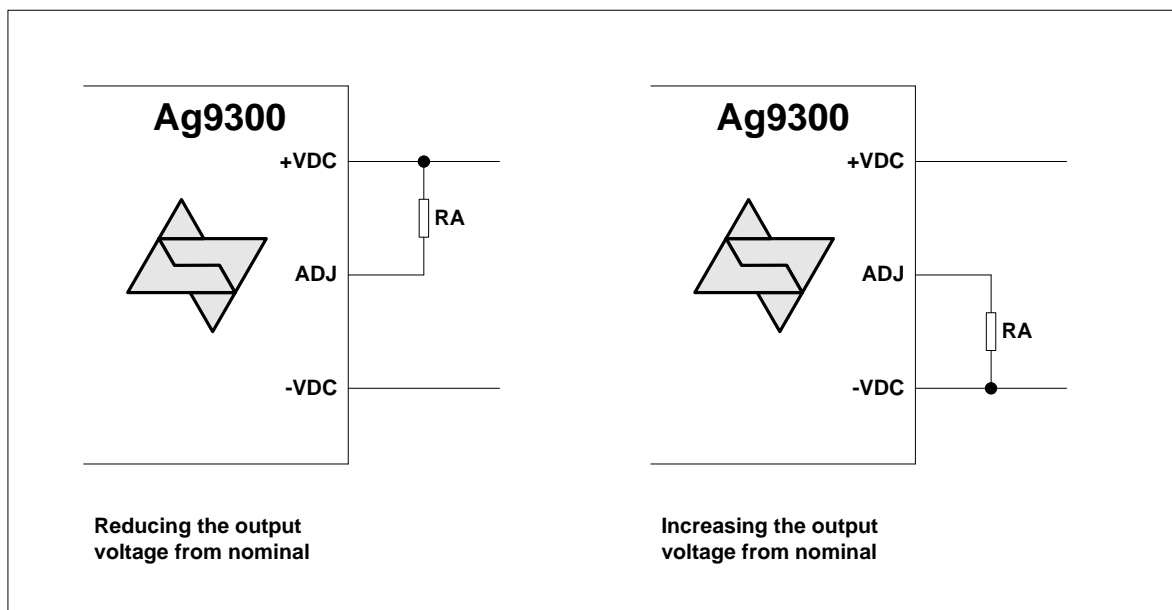 Ag9300
+VDC
RA
ADJ
-VDC
Reducing the output
voltage from nominal
Ag9300
+VDC
ADJ
RA
-VDC
Increasing the output
voltage from nominal